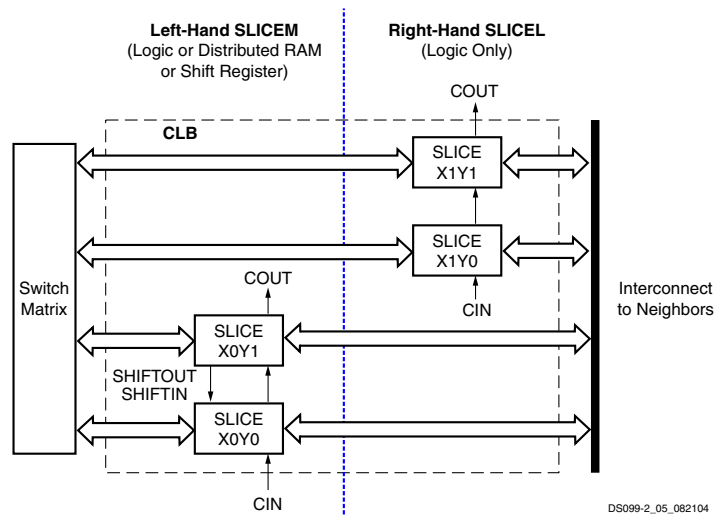 Left-Hand SLICEM
(Logic or Distributed RAM
or Shift Register)
Right-Hand SLICEL
(Logic Only)
COUT
CLB
SLICE
X1Y1
SLICE
X1Y0
COUT
CIN
Switch
Matrix
Interconnect
to Neighbors
SLICE
X0Y1
SHIFTOUT
SHIFTIN
SLICE
X0Y0
CIN
DS099-2_05_082104